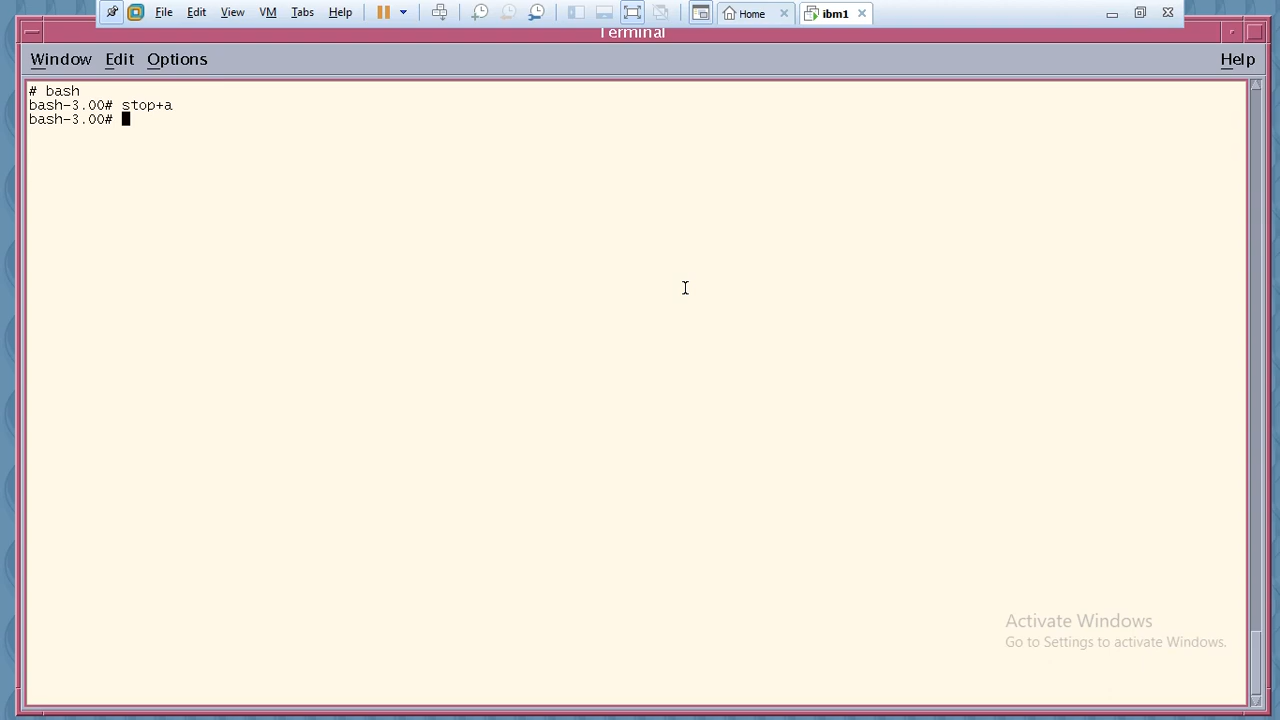 File Edit View VM Tabs Help Home ibm1
Terminal
Window Edit Options Help
# bash
bash-3.00# stop+a
bash-3.00#
Activate Windows
Go to Settings to activate Windows.